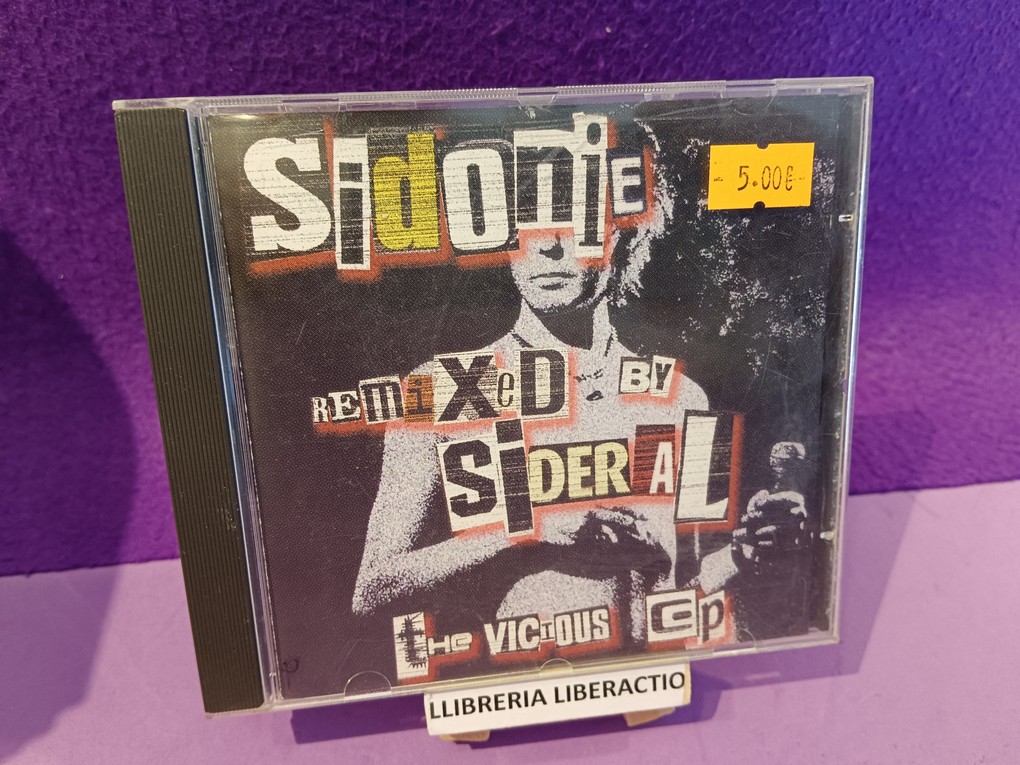 SidoniE
5.00€
REMiXeD BY
SiDERAL
tHe VICiOUS ep
LLIBRERIA LIBERACTIO